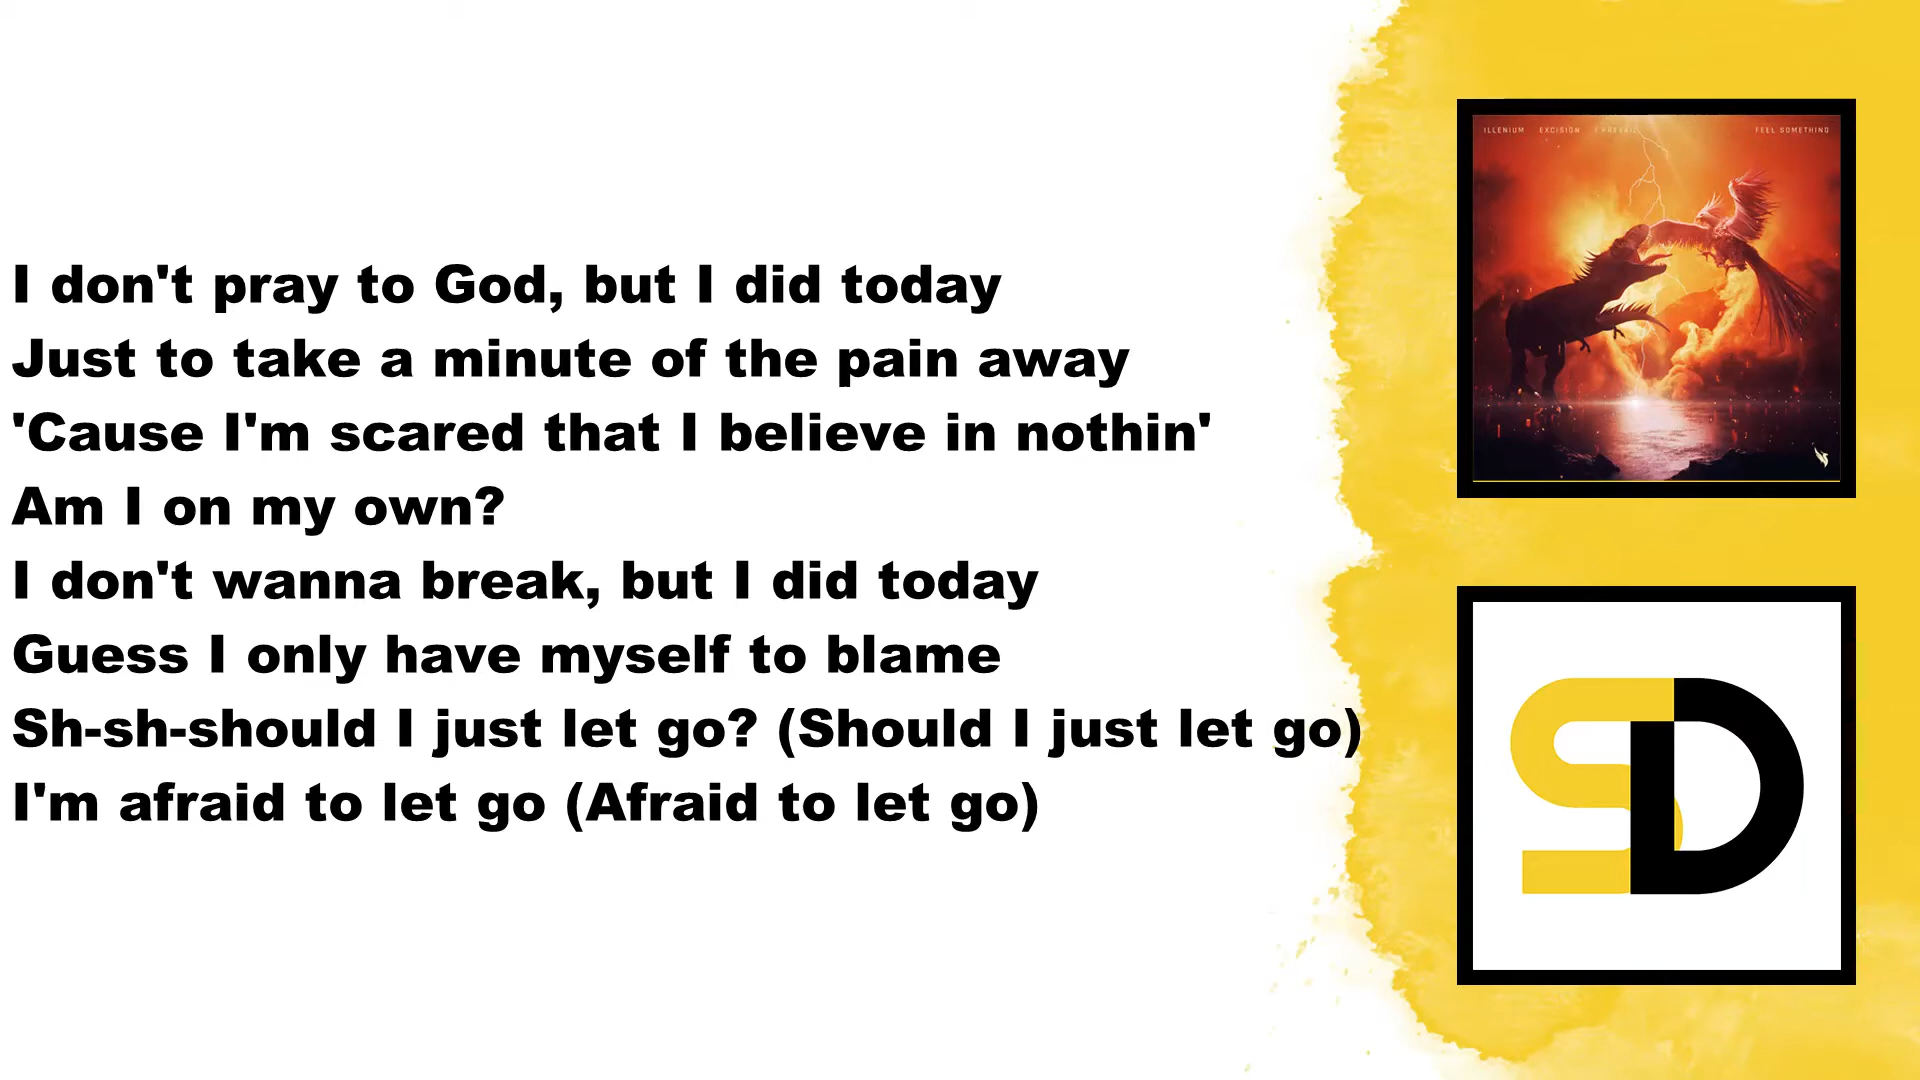 I don't pray to God, but I did today
Just to take a minute of the pain away
'Cause I'm scared that I believe in nothin'
Am I on my own?
I don't wanna break, but I did today
Guess I only have myself to blame
Sh-sh-should I just let go? (Should I just let go)
I'm afraid to let go (Afraid to let go)
ILLENIUM EXCISION I PREVAIL FEEL SOMETHING
SD